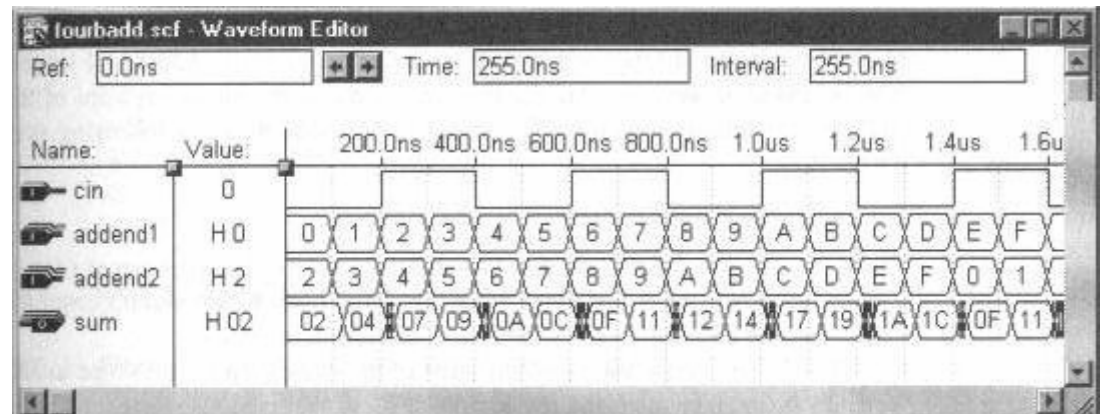 fourbadd.scf - Waveform Editor
Ref: 0.0ns Time: 255.0ns Interval: 255.0ns
Name: Value: 200.0ns 400.0ns 600.0ns 800.0ns 1.0us 1.2us 1.4us 1.6u
cin 0
addend1 H 0 0 1 2 3 4 5 6 7 8 9 A B C D E F
addend2 H 2 2 3 4 5 6 7 8 9 A B C D E F 0 1
sum H 02 02 04 07 09 0A 0C 0F 11 12 14 17 19 1A 1C 0F 11